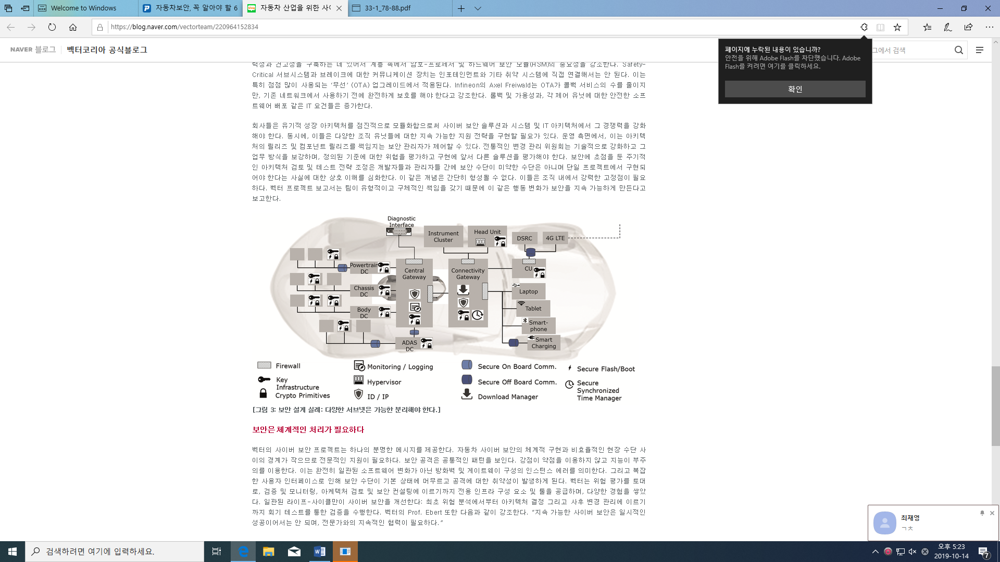 Welcome to Windows
자동차보안, 꼭 알아야 할 6
자동차 산업을 위한 사이
33-1_78-88.pdf
https://blog.naver.com/vectorteam/220964152834
NAVER 블로그
벡터코리아 공식블로그
그에서 검색
페이지에 누락된 내용이 있습니까?
안전을 위해 Adobe Flash를 차단했습니다. Adobe
Flash를 켜려면 여기를 클릭하세요.
확인
력성과 견고성을 구축하는 데 있어서 계층 속에서 암호-프로세서 및 하드웨어 보안 모듈(HSM)의 중요성을 강조한다. Safety-
Critical 서브시스템과 브레이크에 대한 커뮤니케이션 장치는 인포테인먼트와 기타 취약 시스템에 직접 연결해서는 안 된다. 이는
특히 점점 많이 사용되는 ‘무선’ (OTA) 업그레이드에서 적용된다. Infineon의 Axel Freiwald는 OTA가 콜백 서비스의 수를 줄이지
만, 기존 네트워크에서 사용하기 전에 완전하게 보호를 해야 한다고 강조한다. 롤백 및 가용성과, 각 제어 유닛에 대한 안전한 소프
트웨어 배포 같은 IT 요건들은 증가한다.
회사들은 유기적 성장 아키텍처를 점진적으로 모듈화함으로써 사이버 보안 솔루션과 시스템 및 IT 아키텍처에서 그 경쟁력을 강화
해야 한다. 동시에, 이들은 다양한 조직 유닛들에 대한 지속 가능한 지원 전략을 구현할 필요가 있다. 운영 측면에서, 이는 아키텍
처의 릴리즈 및 컴포넌트 릴리즈를 책임지는 보안 관리자가 제어할 수 있다. 전통적인 변경 관리 위원회는 기술적으로 강화하고 그
업무 방식을 보강하며, 정의된 기준에 대한 위협을 평가하고 구현에 앞서 다른 솔루션을 평가해야 한다. 보안에 초점을 둔 주기적
인 아키텍처 검토 및 테스트 전략 조정은 개발자들과 관리자들 간에 보안 수단이 미약한 수단은 아니며 단일 프로젝트에서 구현되
어야 한다는 사실에 대한 상호 이해를 심화한다. 이 같은 개념은 간단히 형성될 수 없다. 이들은 조직 내에서 강력한 고정점이 필요
하다. 벡터 프로젝트 보고서는 팀이 유형적이고 구체적인 책임을 갖기 때문에 이 같은 행동 변화가 보안을 지속 가능하게 만든다고
보고한다.
Diagnostic
Interface
Instrument
Cluster
Head Unit
DSRC
4G LTE
Powertrain
DC
Central
Gateway
Connectivity
Gateway
CU
Chassis
DC
Laptop
Body
DC
Tablet
Smart-
phone
ADAS
DC
Smart
Charging
Firewall
Key
Infrastructure
Crypto Primitives
Monitoring / Logging
Hypervisor
ID / IP
Secure On Board Comm.
Secure Off Board Comm.
Download Manager
Secure Flash/Boot
Secure
Synchronized
Time Manager
[그림 3: 보안 설계 실례: 다양한 서브넷은 가능한 분리해야 한다.]
보안은 체계적인 처리가 필요하다
벡터의 사이버 보안 프로젝트는 하나의 분명한 메시지를 제공한다. 자동차 사이버 보안의 체계적 구현과 비효율적인 현장 수단 사
이의 경계가 작으므로 전문적인 지원이 필요하다. 보안 공격은 공통적인 패턴을 보인다. 강점이 약점을 이용하지 않고 지능이 부주
의를 이용한다. 이는 완전히 일관된 소프트웨어 변화가 아닌 방화벽 및 게이트웨이 구성의 인스턴스 에러를 의미한다. 그리고 복잡
한 사용자 인터페이스로 인해 보안 수단이 기본 상태에 머무르고 공격에 대한 취약성이 발생하게 된다. 벡터는 위험 평가를 토대
로, 검증 및 모니터링, 아케텍처 검토 및 보안 컨설팅에 이르기까지 전용 인프라 구성 요소 및 툴을 공급하며, 다양한 경험을 쌓았
다. 일관된 라이프-사이클만이 사이버 보안을 개선한다: 최초 위험 분석에서부터 아키텍처 결정 그리고 사후 변경 관리에 이르기
까지 회기 테스트를 통한 검증을 수행한다. 벡터의 Prof. Ebert 또한 다음과 같이 강조한다. “지속 가능한 사이버 보안은 일시적인
성공이어서는 안 되며, 전문가와의 지속적인 협력이 필요하다.”
최재영
ㄱㅊ
검색하려면 여기에 입력하세요.
오후 5:23
2019-10-14
7